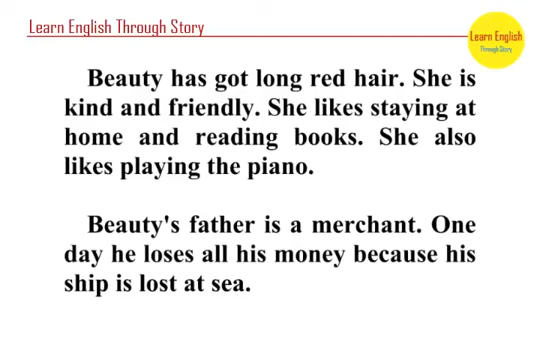 Learn English Through Story
Learn English
Through Story
Beauty has got long red hair. She is
kind and friendly. She likes staying at
home and reading books. She also
likes playing the piano.
Beauty's father is a merchant. One
day he loses all his money because his
ship is lost at sea.